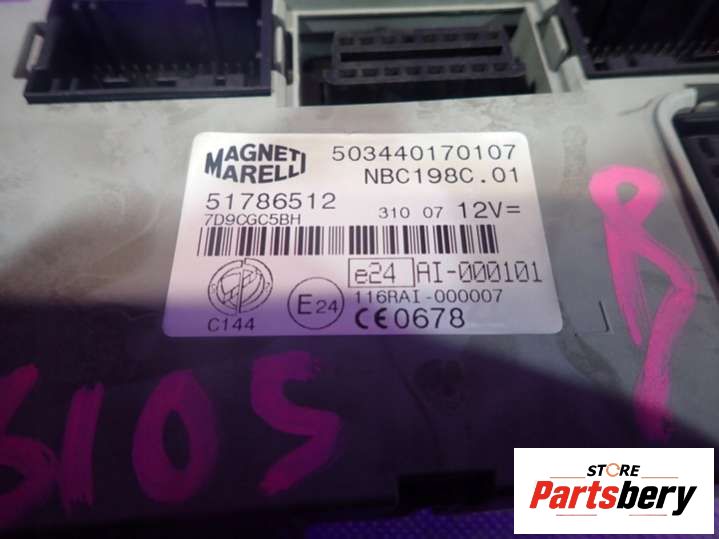 MAGNETI
MARELLI
503440170107
NBC198C.01
51786512
7D9CGC5BH
310 07 12V=
e24 AI-000101
E24
116RAI-000007
C144
CE0678
3105
STORE
Partsbery